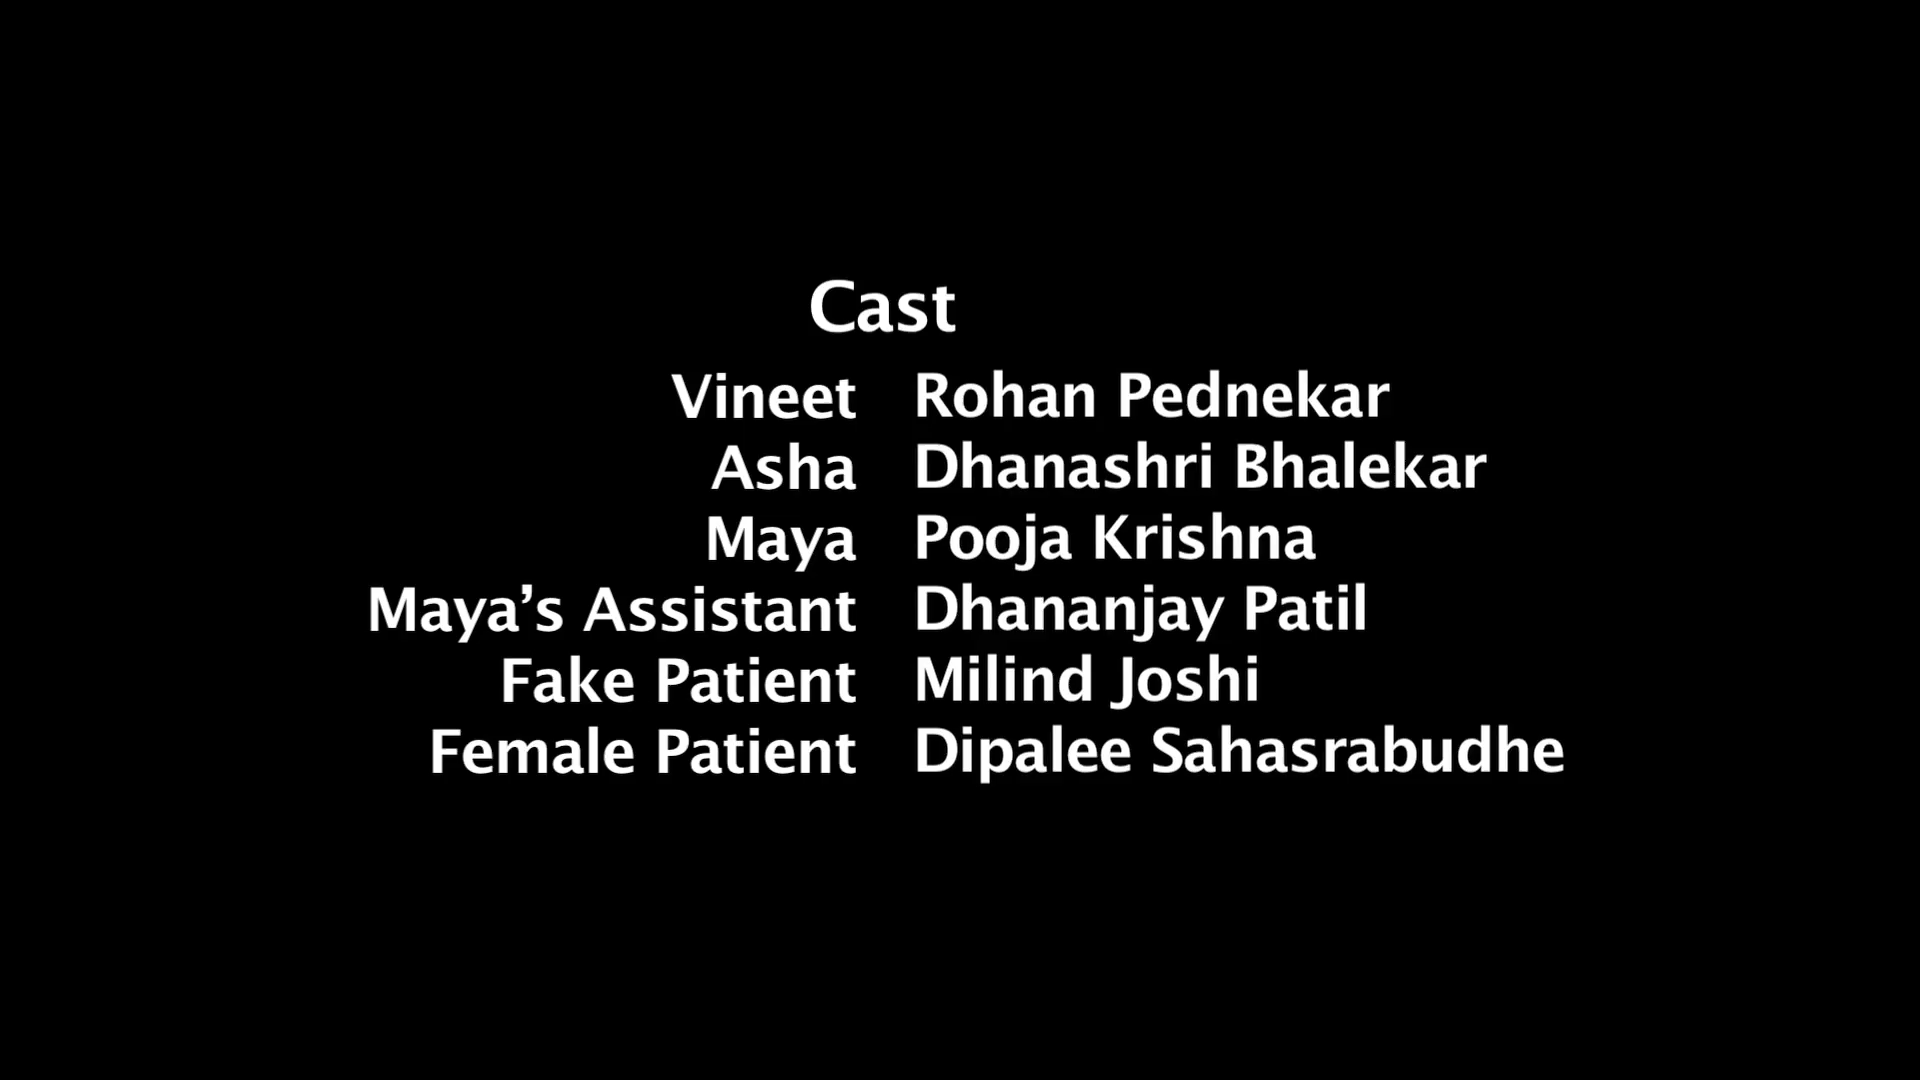 Cast
Vineet Rohan Pednekar
Asha Dhanashri Bhalekar
Maya Pooja Krishna
Maya’s Assistant Dhananjay Patil
Fake Patient Milind Joshi
Female Patient Dipalee Sahasrabudhe